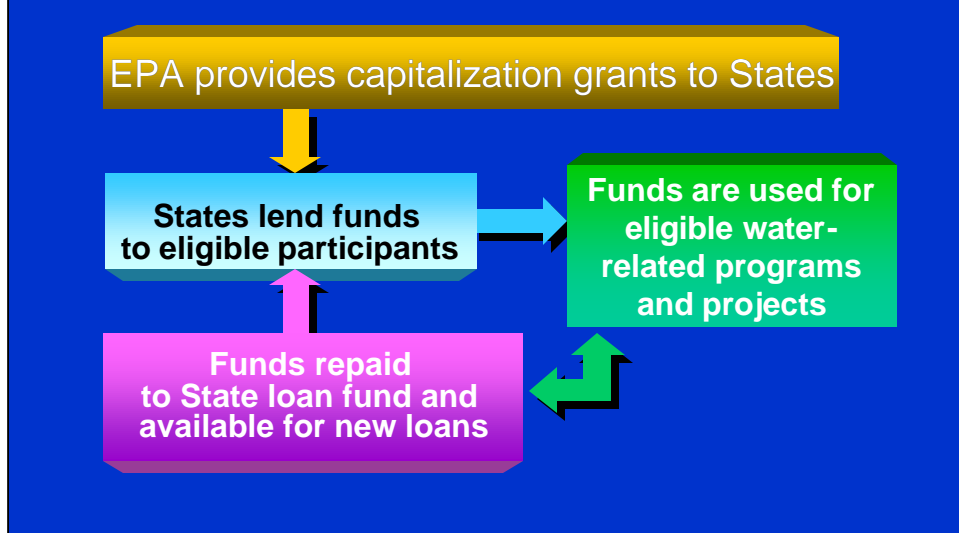 EPA provides capitalization grants to States
States lend funds
to eligible participants
Funds are used for
eligible water-
related programs
and projects
Funds repaid
to State loan fund and
available for new loans